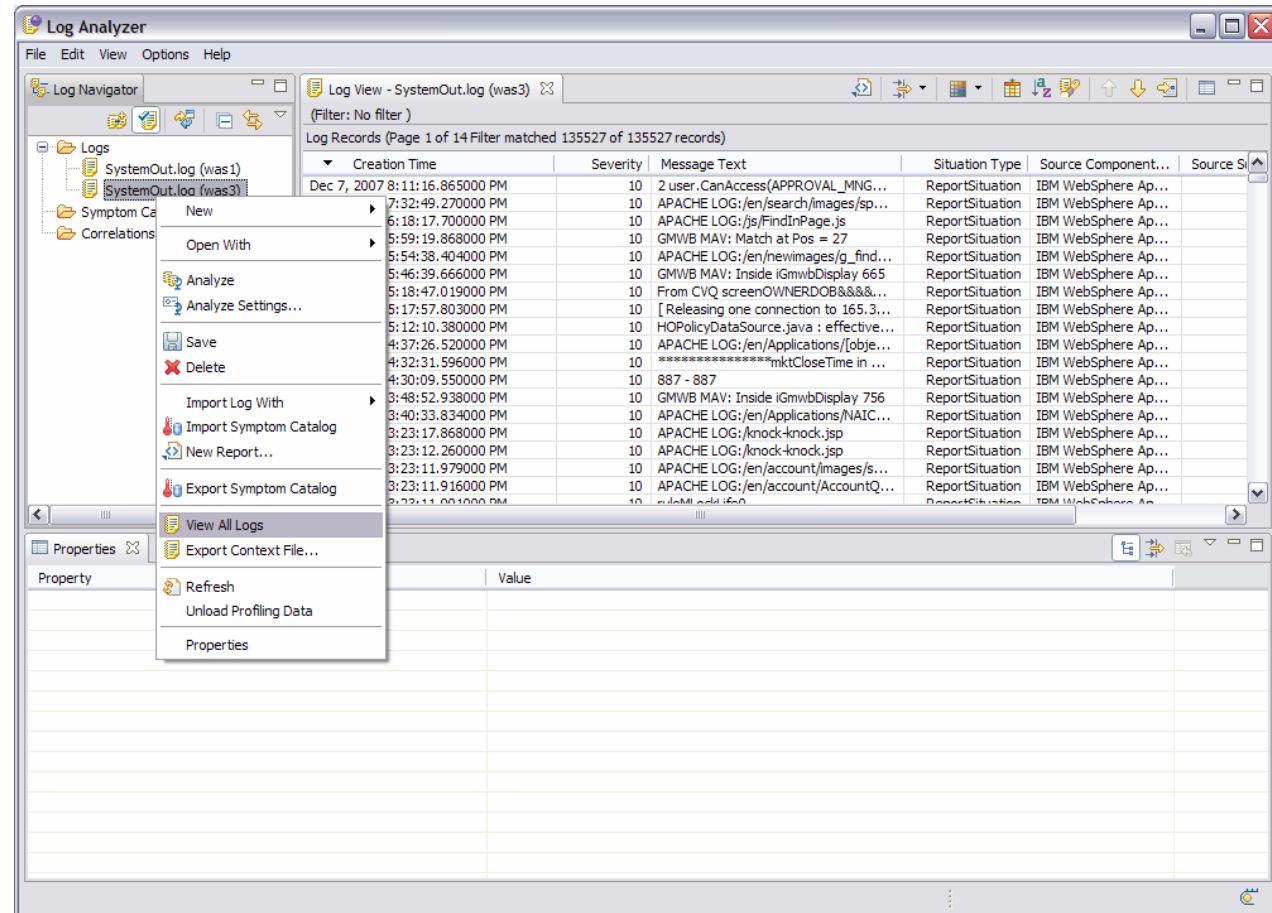 Log Analyzer
File Edit View Options Help
Log Navigator
Logs
SystemOut.log (was1)
SystemOut.log (was3)
Symptom Ca
Correlations
Log View - SystemOut.log (was3)
(Filter: No filter )
Log Records (Page 1 of 14 Filter matched 135527 of 135527 records)
Creation Time Severity Message Text Situation Type Source Component... Source Su
Dec 7, 2007 8:11:16.865000 PM 10 2 user.CanAccess(APPROVAL_MNG... ReportSituation IBM WebSphere Ap...
7:32:49.270000 PM 10 APACHE LOG:/en/search/images/sp... ReportSituation IBM WebSphere Ap...
6:18:17.700000 PM 10 APACHE LOG:/js/FindInPage.js ReportSituation IBM WebSphere Ap...
5:59:19.868000 PM 10 GMWB MAV: Match at Pos = 27 ReportSituation IBM WebSphere Ap...
5:54:38.404000 PM 10 APACHE LOG:/en/newimages/g_find... ReportSituation IBM WebSphere Ap...
5:46:39.666000 PM 10 GMWB MAV: Inside iGmwbDisplay 665 ReportSituation IBM WebSphere Ap...
5:18:47.019000 PM 10 From CVQ screenOWNERDOB&&&&... ReportSituation IBM WebSphere Ap...
5:17:57.803000 PM 10 [ Releasing one connection to 165.3... ReportSituation IBM WebSphere Ap...
5:12:10.380000 PM 10 HOPolicyDataSource.java : effective... ReportSituation IBM WebSphere Ap...
4:37:26.520000 PM 10 APACHE LOG:/en/Applications/[obje... ReportSituation IBM WebSphere Ap...
4:32:31.596000 PM 10 ***************mktCloseTime in ... ReportSituation IBM WebSphere Ap...
4:30:09.550000 PM 10 887 - 887 ReportSituation IBM WebSphere Ap...
3:48:52.938000 PM 10 GMWB MAV: Inside iGmwbDisplay 756 ReportSituation IBM WebSphere Ap...
3:40:33.834000 PM 10 APACHE LOG:/en/Applications/NAIC... ReportSituation IBM WebSphere Ap...
3:23:17.868000 PM 10 APACHE LOG:/knock-knock.jsp ReportSituation IBM WebSphere Ap...
3:23:12.260000 PM 10 APACHE LOG:/knock-knock.jsp ReportSituation IBM WebSphere Ap...
3:23:11.979000 PM 10 APACHE LOG:/en/account/images/s... ReportSituation IBM WebSphere Ap...
3:23:11.916000 PM 10 APACHE LOG:/en/account/AccountQ... ReportSituation IBM WebSphere Ap...
3:23:11.901000 PM 10 ReportSituation IBM WebSphere Ap...
New
Open With
Analyze
Analyze Settings...
Save
Delete
Import Log With
Import Symptom Catalog
New Report...
Export Symptom Catalog
View All Logs
Export Context File...
Refresh
Unload Profiling Data
Properties
Properties
Property Value